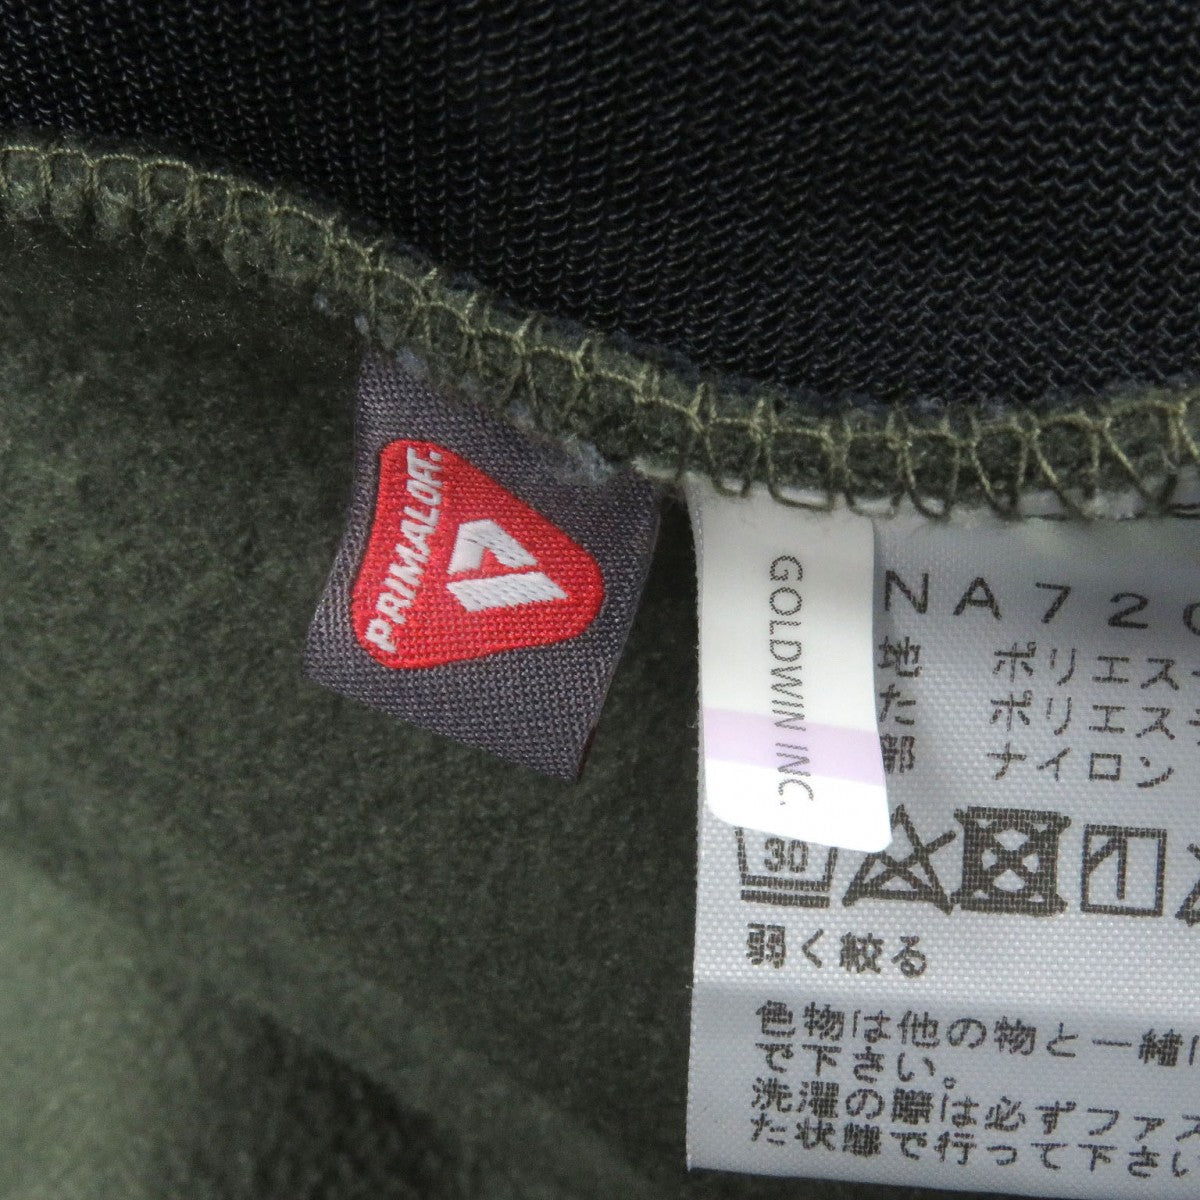 PRIMALOFT.
GOLDWIN INC.
NA720
地 ポリエス
た ポリエス
部 ナイロン
30
弱く絞る
色物は他の物と一緒
で下さい。
洗濯の際は必ずファス
た状態で行って下さい